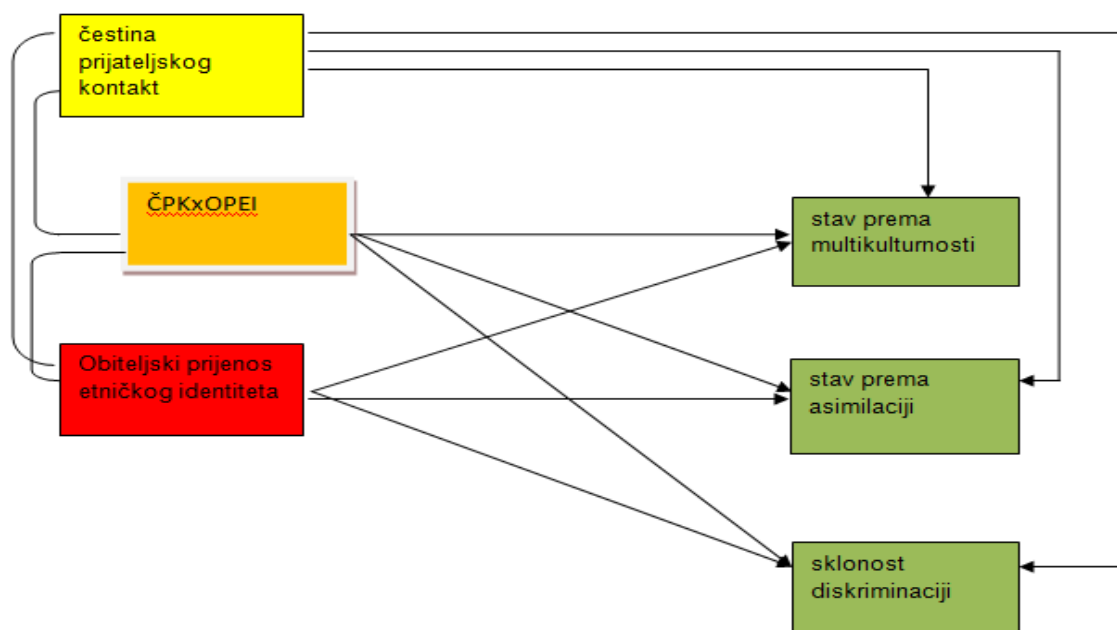 čestina
prijateljskog
kontakt
ČPKxOPEI
Obiteljski prijenos
etničkog identiteta
stav prema
multikulturnosti
stav prema
asimilaciji
sklonost
diskriminaciji